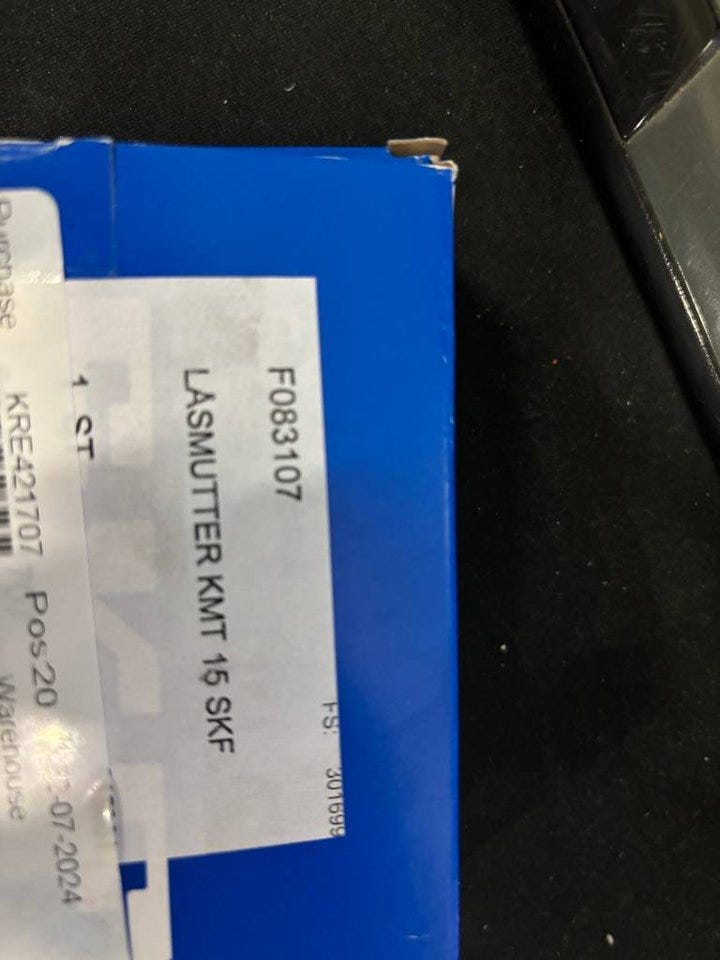 F083107
LÅSMUTTER KMT 15 SKF
FS: 301699
1 ST
Purchase
KRE421707 Pos20
Warehouse
-07-2024